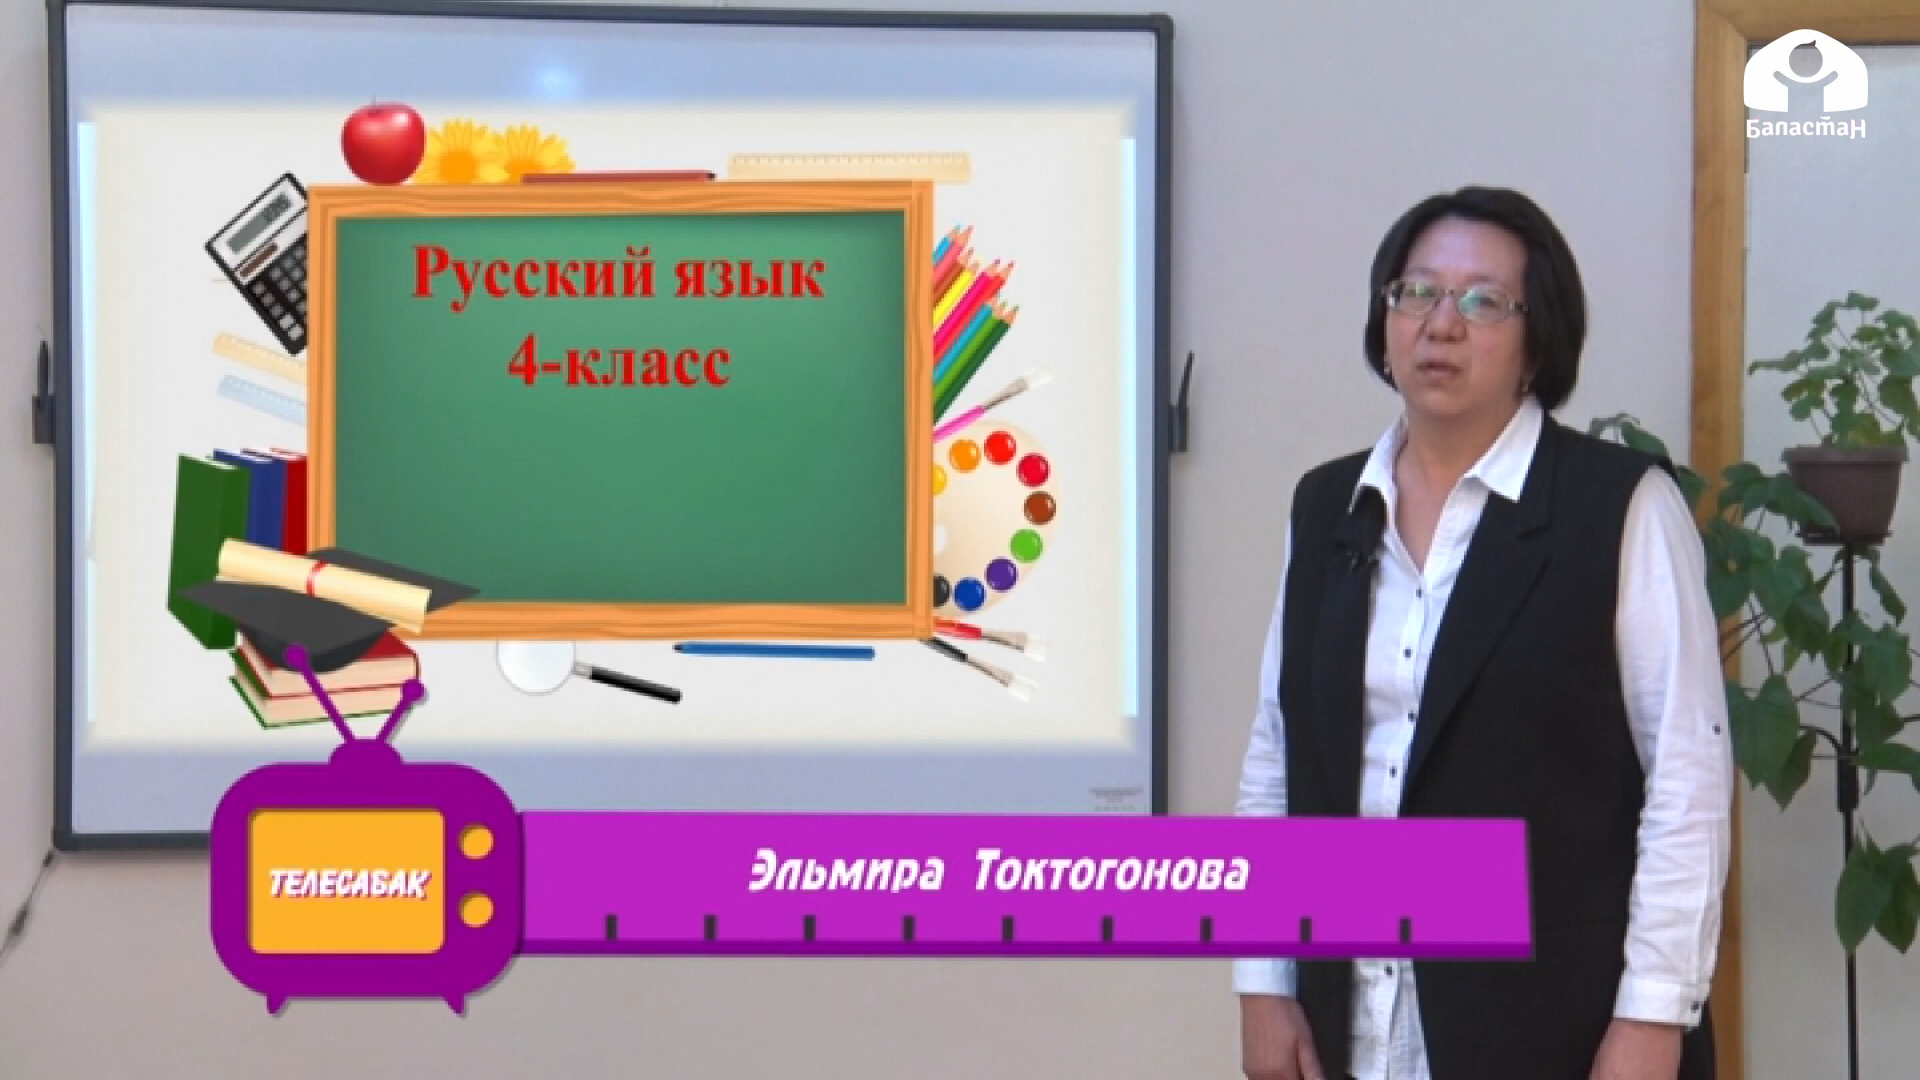 Баластан
Русский язык
4-класс
ТЕЛЕСАБАК
Эльмира Токтогонова